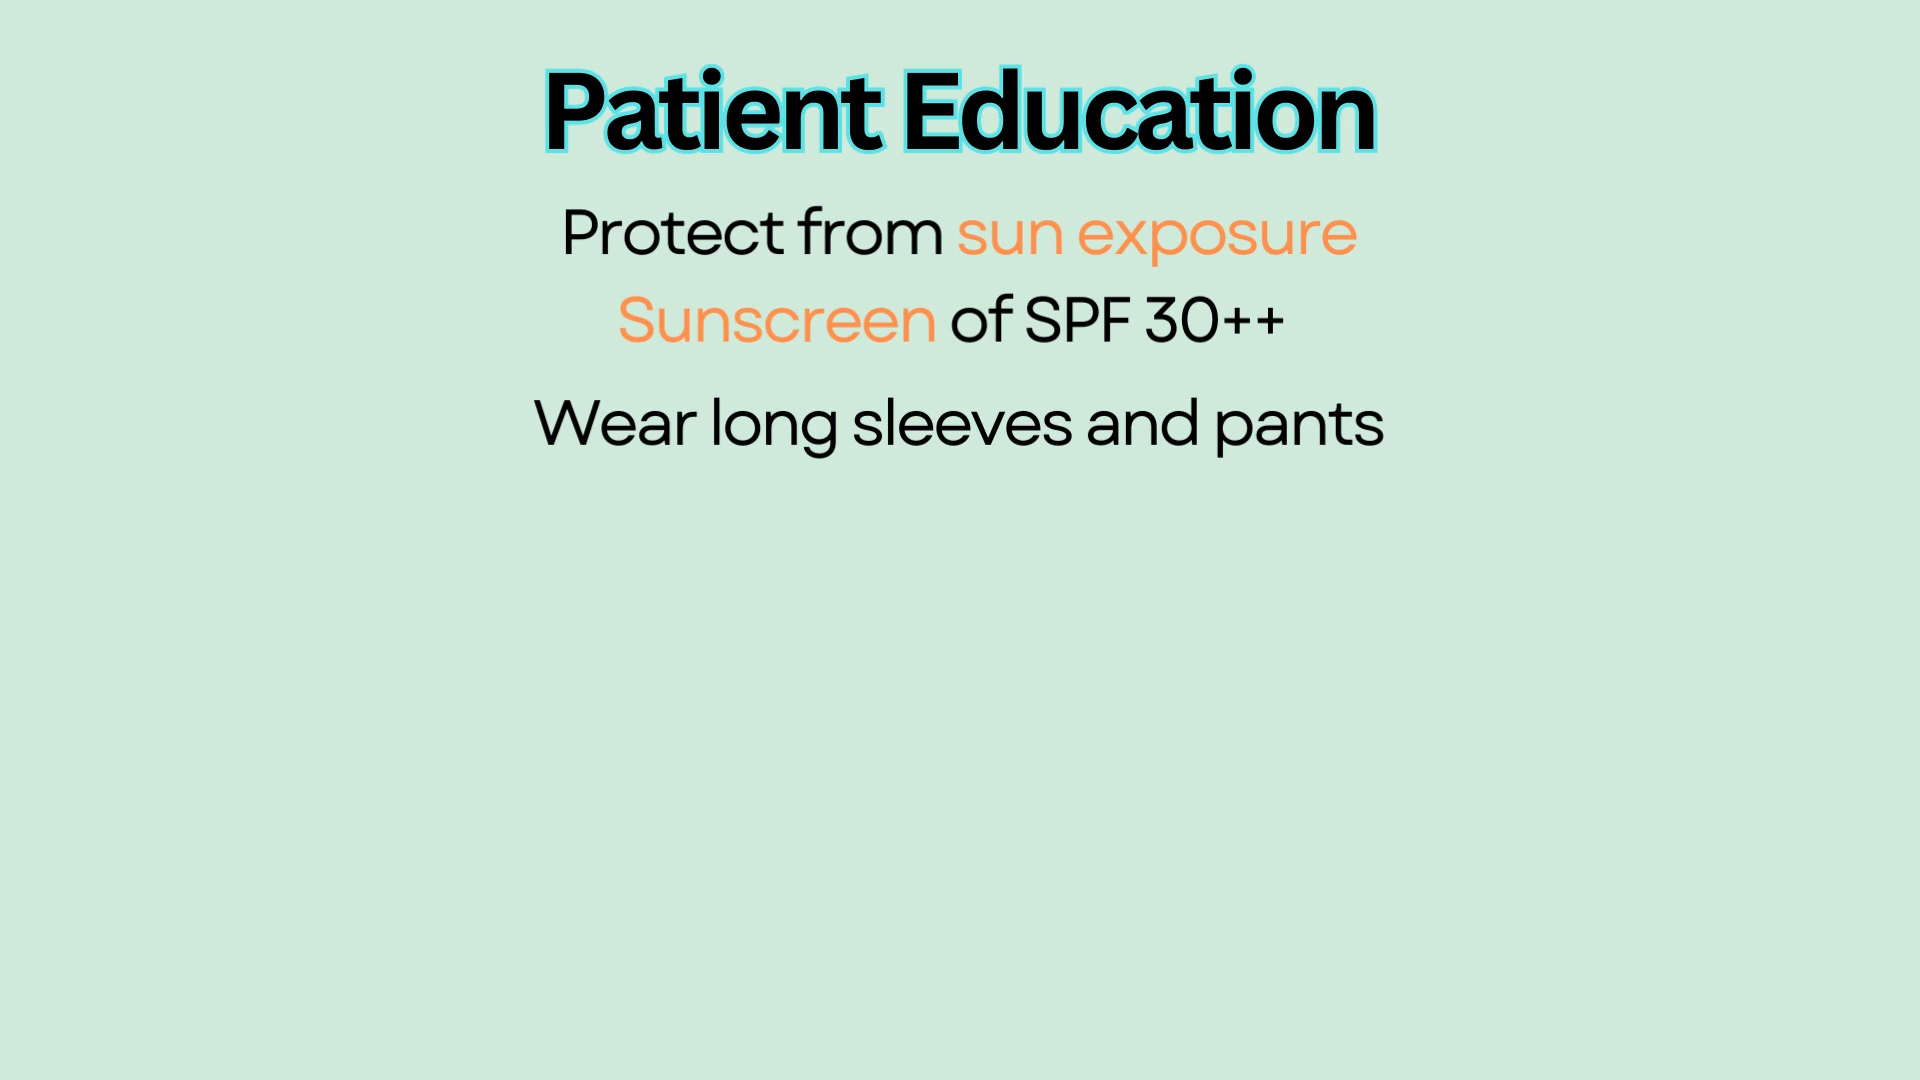 Patient Education
Protect from sun exposure
Sunscreen of SPF 30++
Wear long sleeves and pants